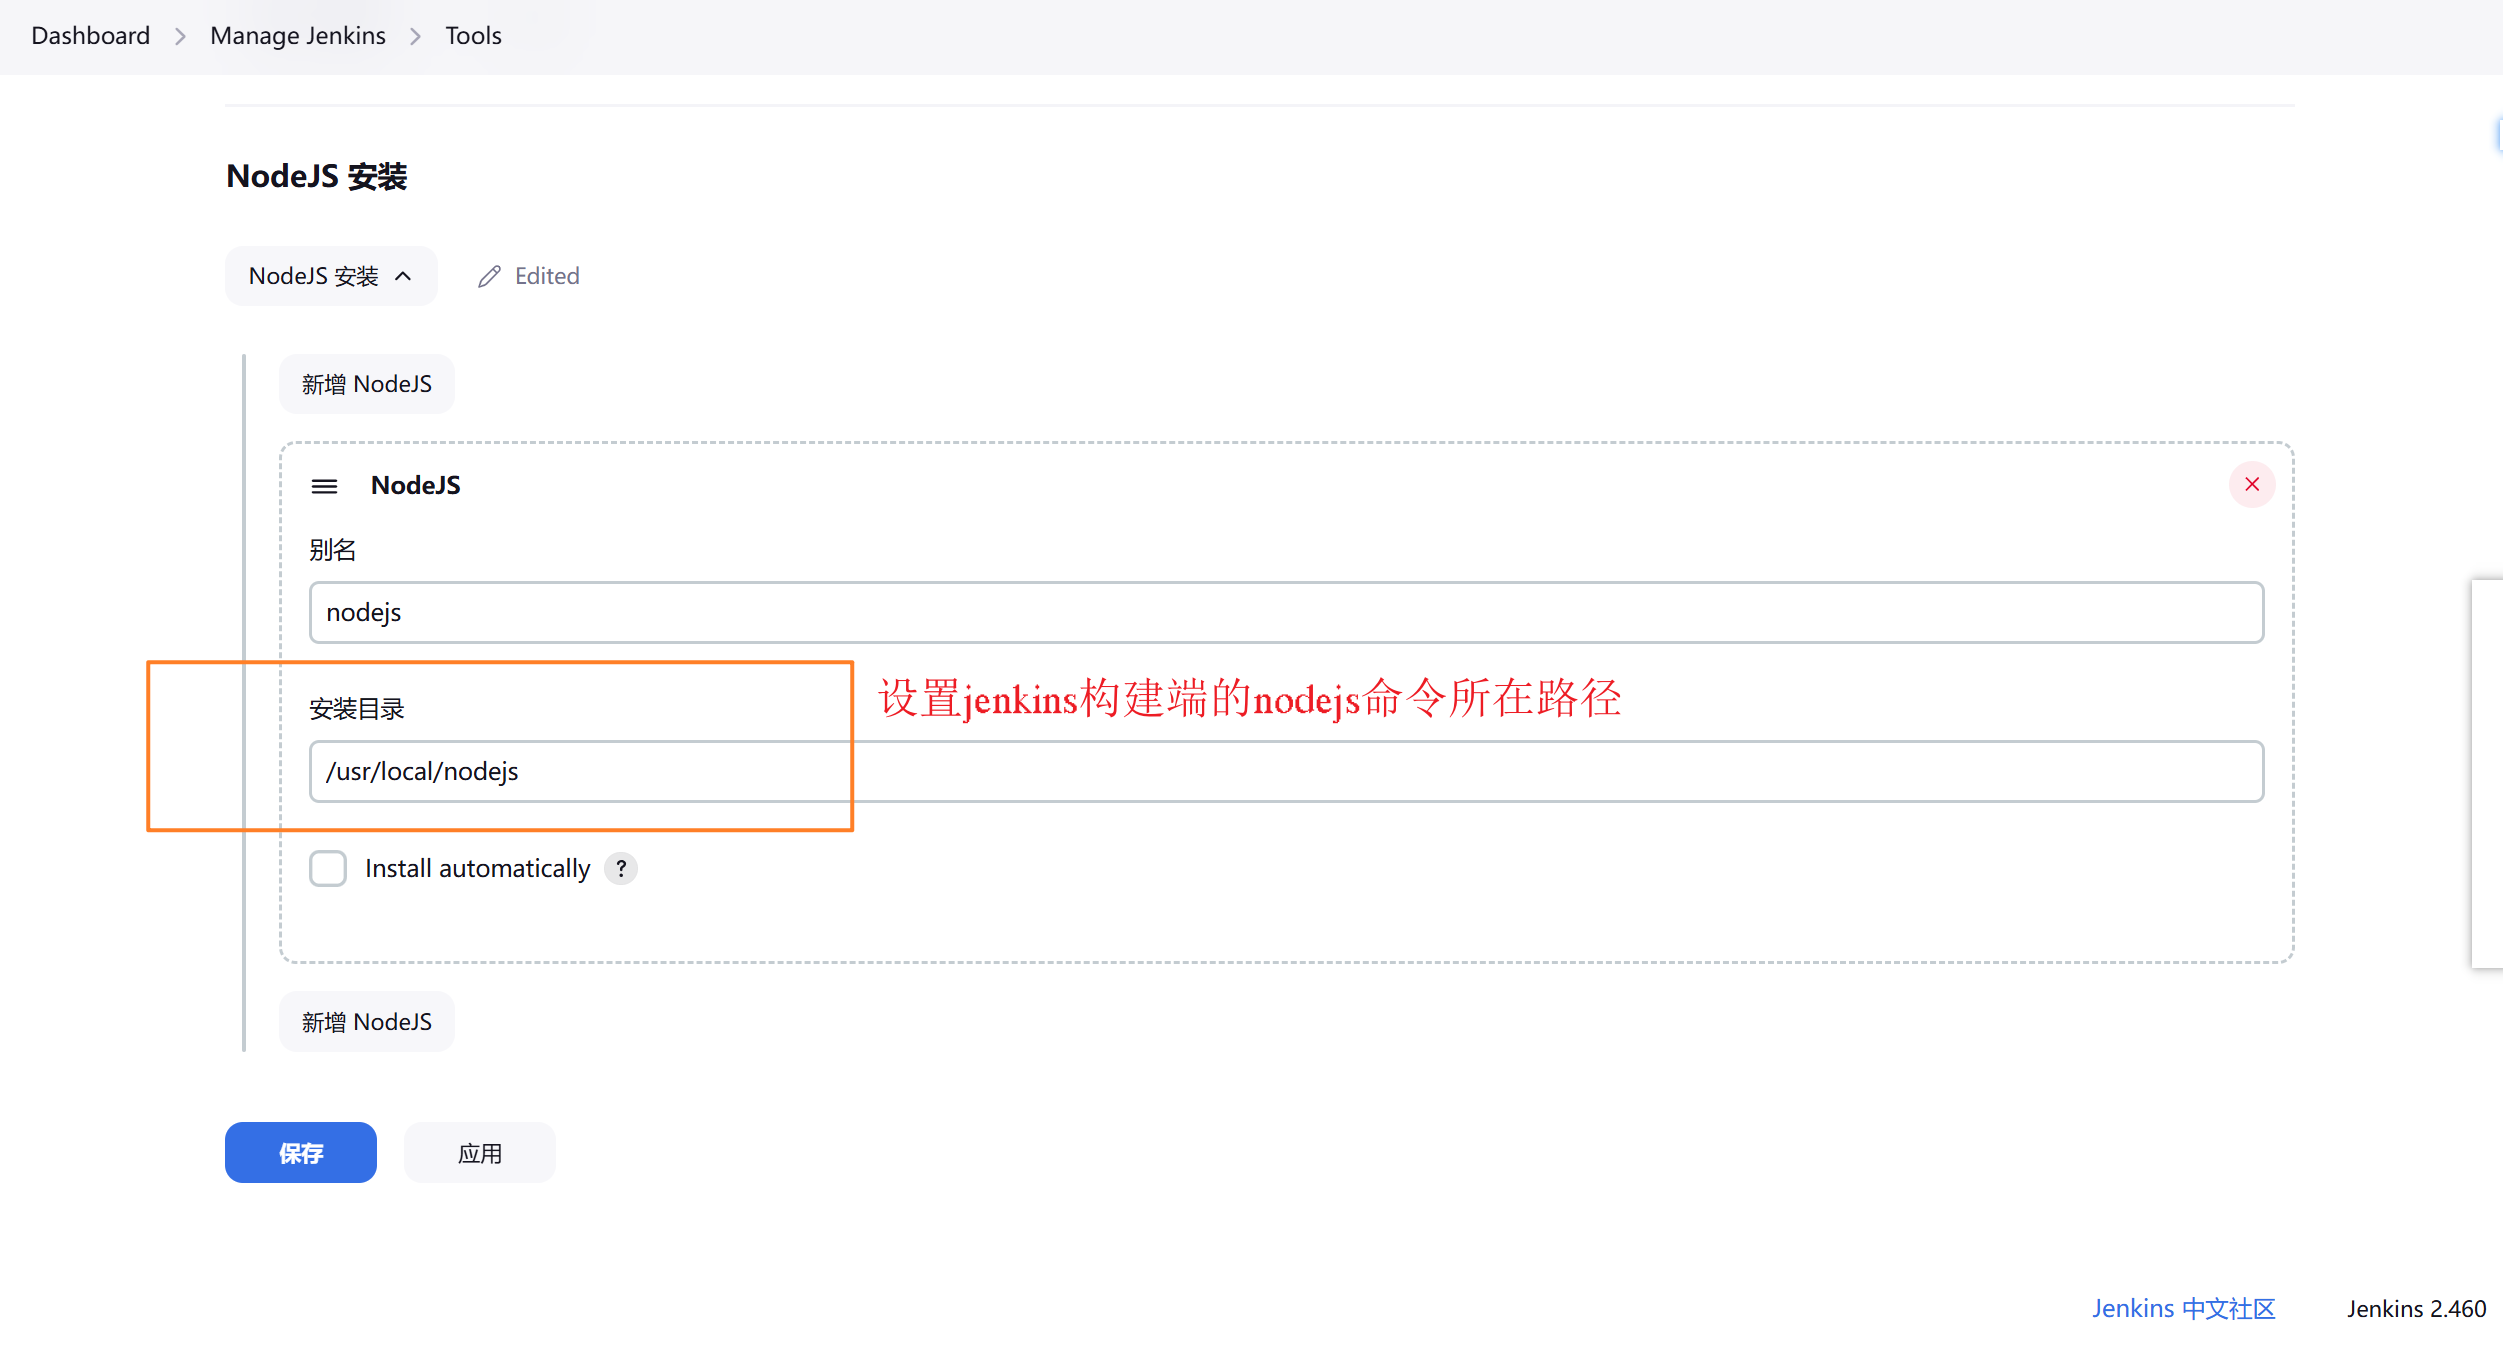 Dashboard > Manage Jenkins > Tools
NodeJS 安装
NodeJS 安装
Edited
新增 NodeJS
NodeJS
别名
nodejs
安装目录
设置jenkins构建端的nodejs命令所在路径
/usr/local/nodejs
Install automatically ?
新增 NodeJS
保存
应用
Jenkins 中文社区
Jenkins 2.460